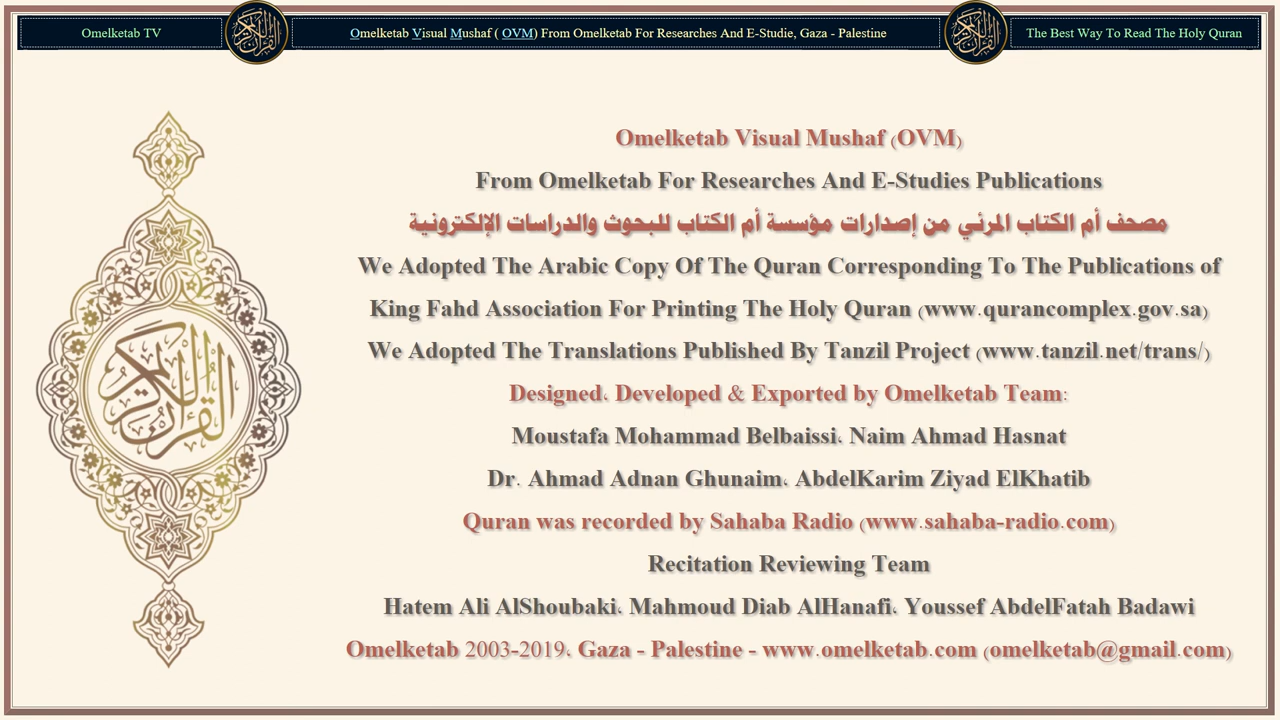 Omelketab TV
Omelketab Visual Mushaf ( OVM) From Omelketab For Researches And E-Studie, Gaza - Palestine
The Best Way To Read The Holy Quran
Omelketab Visual Mushaf (OVM)
From Omelketab For Researches And E-Studies Publications
مصحف أم الكتاب المرئي من إصدارات مؤسسة أم الكتاب للبحوث والدراسات الإلكترونية
We Adopted The Arabic Copy Of The Quran Corresponding To The Publications of
King Fahd Association For Printing The Holy Quran (www.qurancomplex.gov.sa)
We Adopted The Translations Published By Tanzil Project (www.tanzil.net/trans/)
Designed، Developed & Exported by Omelketab Team:
Moustafa Mohammad Belbaissi، Naim Ahmad Hasnat
Dr. Ahmad Adnan Ghunaim، AbdelKarim Ziyad ElKhatib
Quran was recorded by Sahaba Radio (www.sahaba-radio.com)
Recitation Reviewing Team
Hatem Ali AlShoubaki، Mahmoud Diab AlHanafi، Youssef AbdelFatah Badawi
Omelketab 2003-2019، Gaza - Palestine - www.omelketab.com (omelketab@gmail.com)
القرآن الكريم